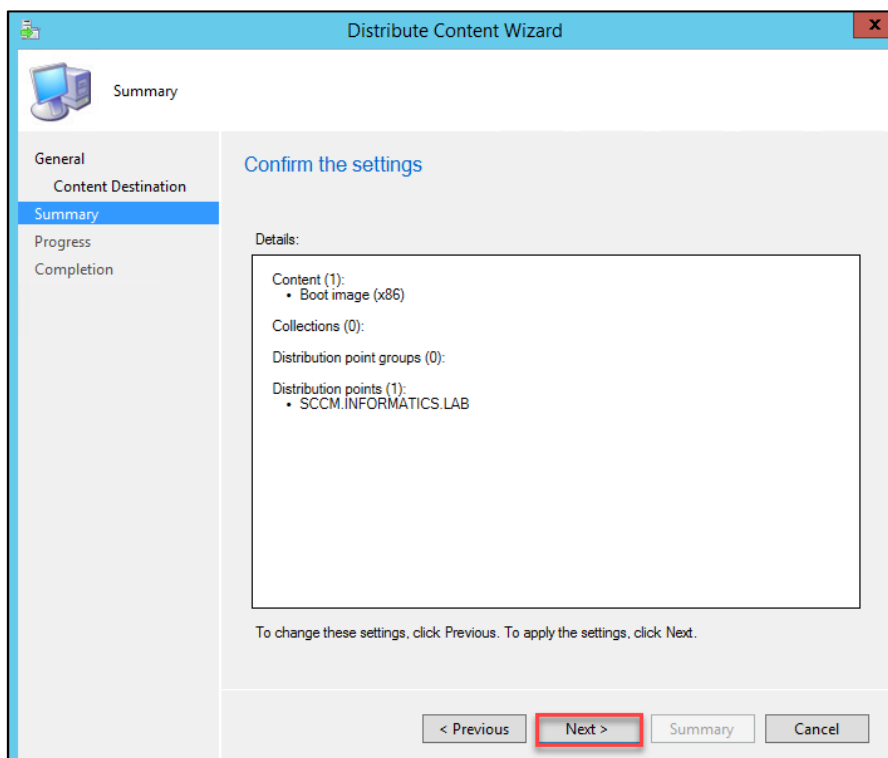 Distribute Content Wizard
x
Summary
General
Content Destination
Summary
Progress
Completion
Confirm the settings
Details:
Content (1):
• Boot image (x86)
Collections (0):
Distribution point groups (0):
Distribution points (1):
• SCCM.INFORMATICS.LAB
To change these settings, click Previous. To apply the settings, click Next.
< Previous Next > Summary Cancel